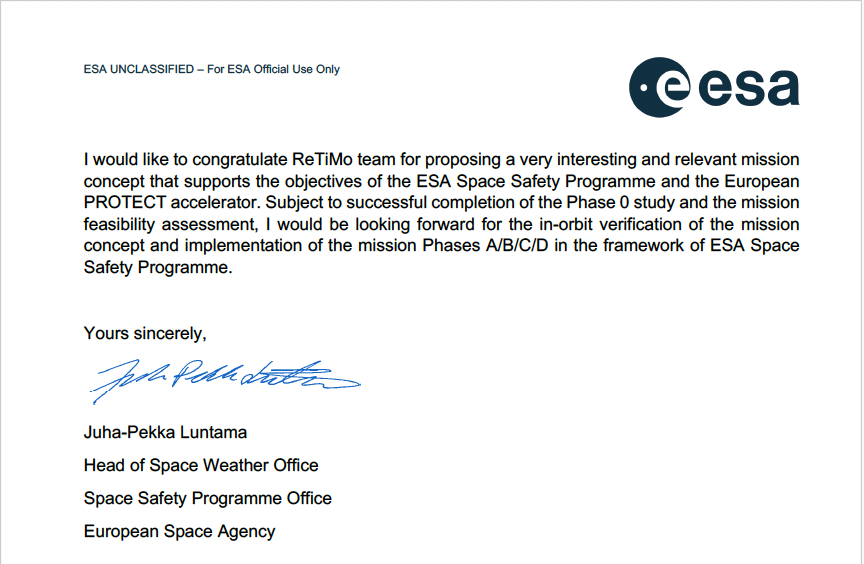 ESA UNCLASSIFIED – For ESA Official Use Only
esa
I would like to congratulate ReTiMo team for proposing a very interesting and relevant mission
concept that supports the objectives of the ESA Space Safety Programme and the European
PROTECT accelerator. Subject to successful completion of the Phase 0 study and the mission
feasibility assessment, I would be looking forward for the in-orbit verification of the mission
concept and implementation of the mission Phases A/B/C/D in the framework of ESA Space
Safety Programme.
Yours sincerely,
Juha-Pekka Luntama
Head of Space Weather Office
Space Safety Programme Office
European Space Agency